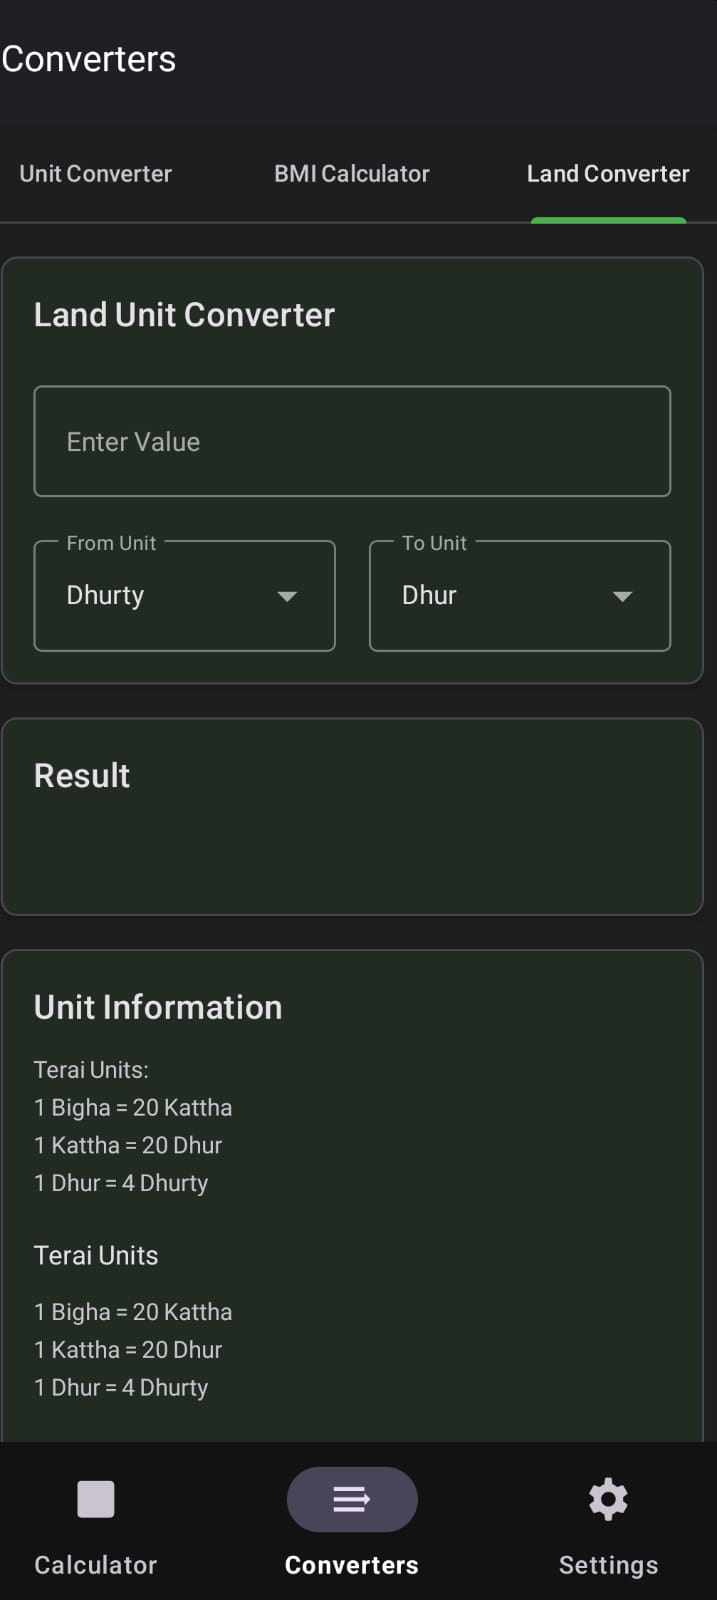 Converters
Unit Converter
BMI Calculator
Land Converter
Land Unit Converter
Enter Value
From Unit
Dhurty
To Unit
Dhur
Result
Unit Information
Terai Units:
1 Bigha = 20 Kattha
1 Kattha = 20 Dhur
1 Dhur = 4 Dhurty
Terai Units
1 Bigha = 20 Kattha
1 Kattha = 20 Dhur
1 Dhur = 4 Dhurty
Calculator
Converters
Settings